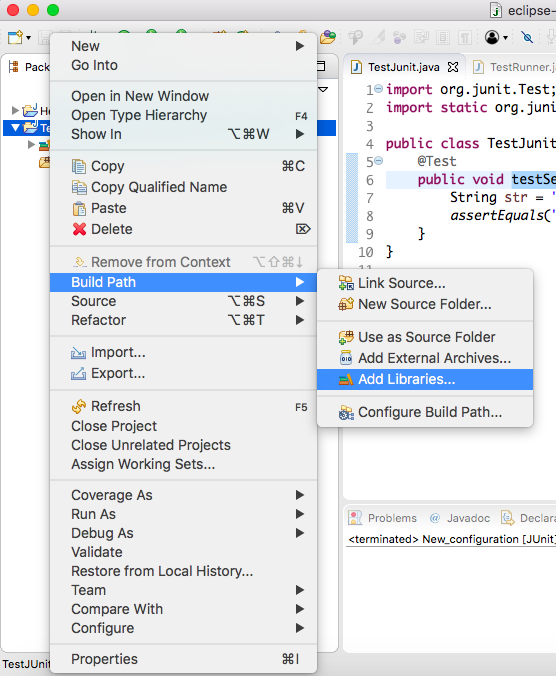 eclipse-
Pack
TestJunit.java
TestRunner.j
He
Te
New
Go Into
Open in New Window
Open Type Hierarchy F4
Show In ⌥⌘W
Copy ⌘C
Copy Qualified Name
Paste ⌘V
Delete ⌦
Remove from Context ⌥⇧⌘↓
Build Path
Source ⌥⌘S
Refactor ⌥⌘T
Import...
Export...
Refresh F5
Close Project
Close Unrelated Projects
Assign Working Sets...
Coverage As
Run As
Debug As
Validate
Restore from Local History...
Team
Compare With
Configure
Properties ⌘I
1 import org.junit.Test;
2 import static org.juni
3
4 public class TestJunit
5 @Test
6 public void testSe
7 String str = "
8 assertEquals("
9 }
10 }
Link Source...
New Source Folder...
Use as Source Folder
Add External Archives...
Add Libraries...
Configure Build Path...
Problems @ Javadoc Declara
<terminated> New_configuration [JUnit]
TestJUnit